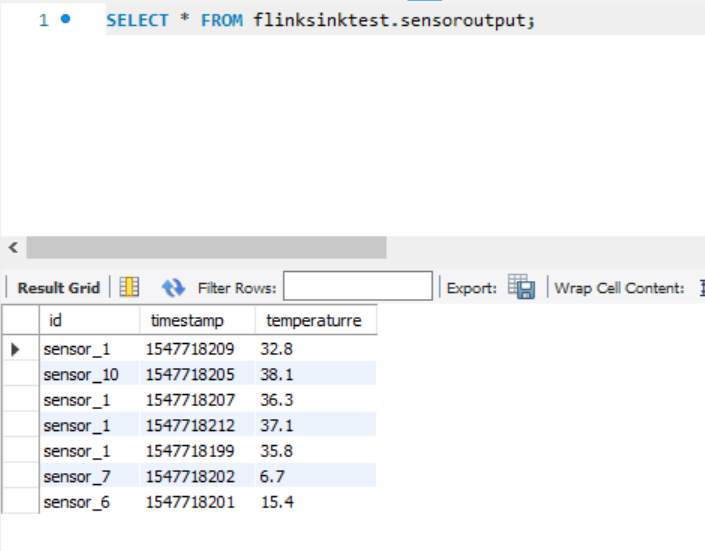 1 SELECT * FROM flinksinktest.sensoroutput;
Result Grid Filter Rows: Export: Wrap Cell Content:
id timestamp temperaturre
sensor_1 1547718209 32.8
sensor_10 1547718205 38.1
sensor_1 1547718207 36.3
sensor_1 1547718212 37.1
sensor_1 1547718199 35.8
sensor_7 1547718202 6.7
sensor_6 1547718201 15.4